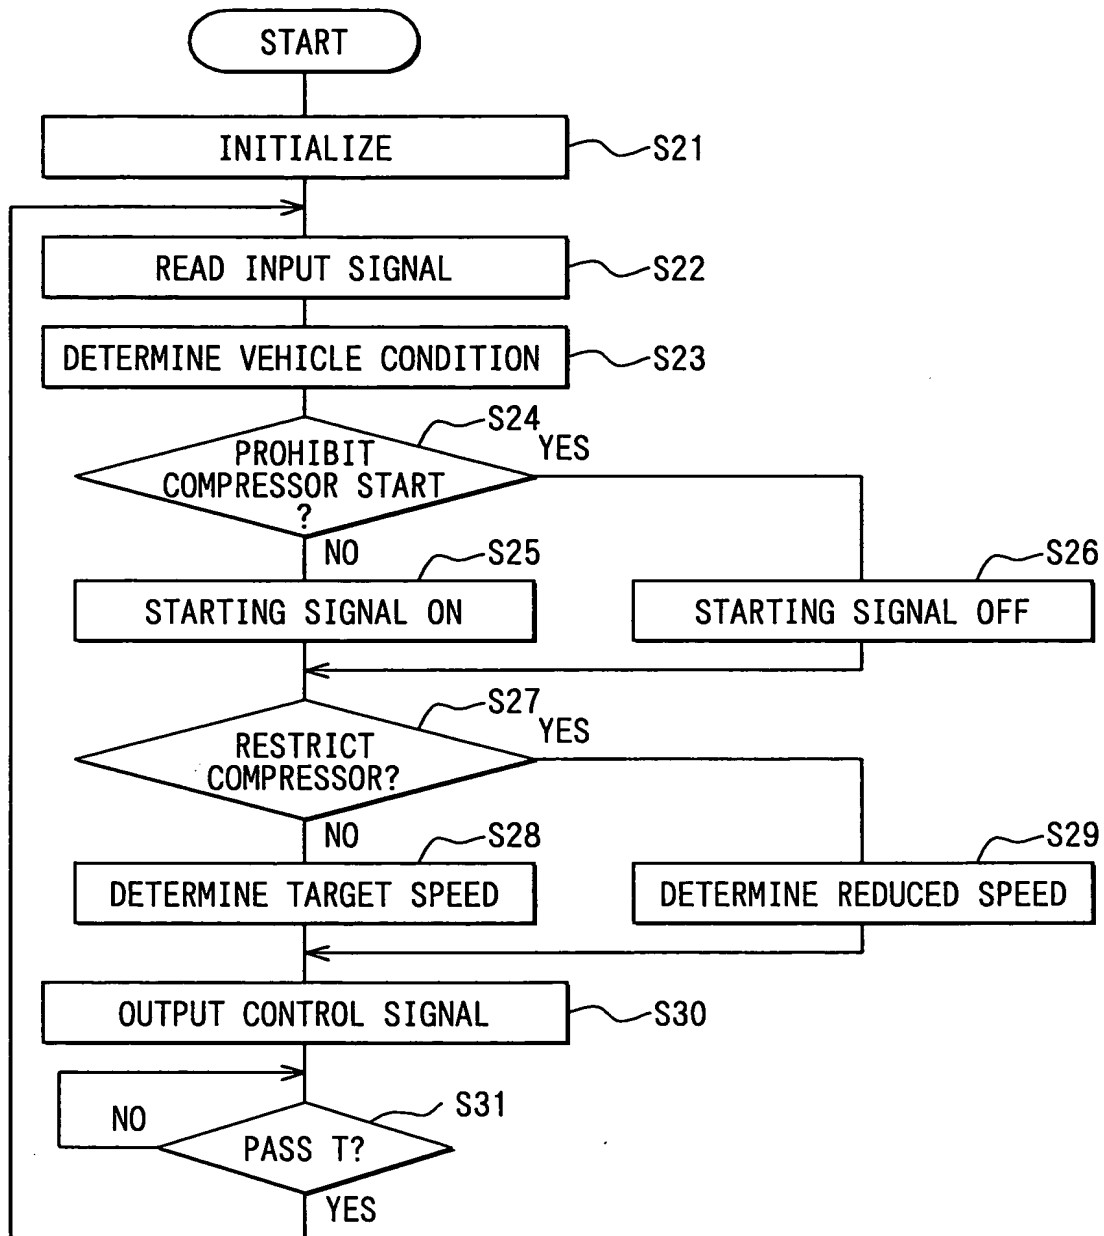 START
INITIALIZE
S21
READ INPUT SIGNAL
S22
DETERMINE VEHICLE CONDITION
S23
S24
PROHIBIT
COMPRESSOR START
?
YES
NO
S25
STARTING SIGNAL ON
S26
STARTING SIGNAL OFF
S27
RESTRICT
COMPRESSOR?
YES
NO
S28
DETERMINE TARGET SPEED
S29
DETERMINE REDUCED SPEED
OUTPUT CONTROL SIGNAL
S30
S31
NO
PASS T?
YES